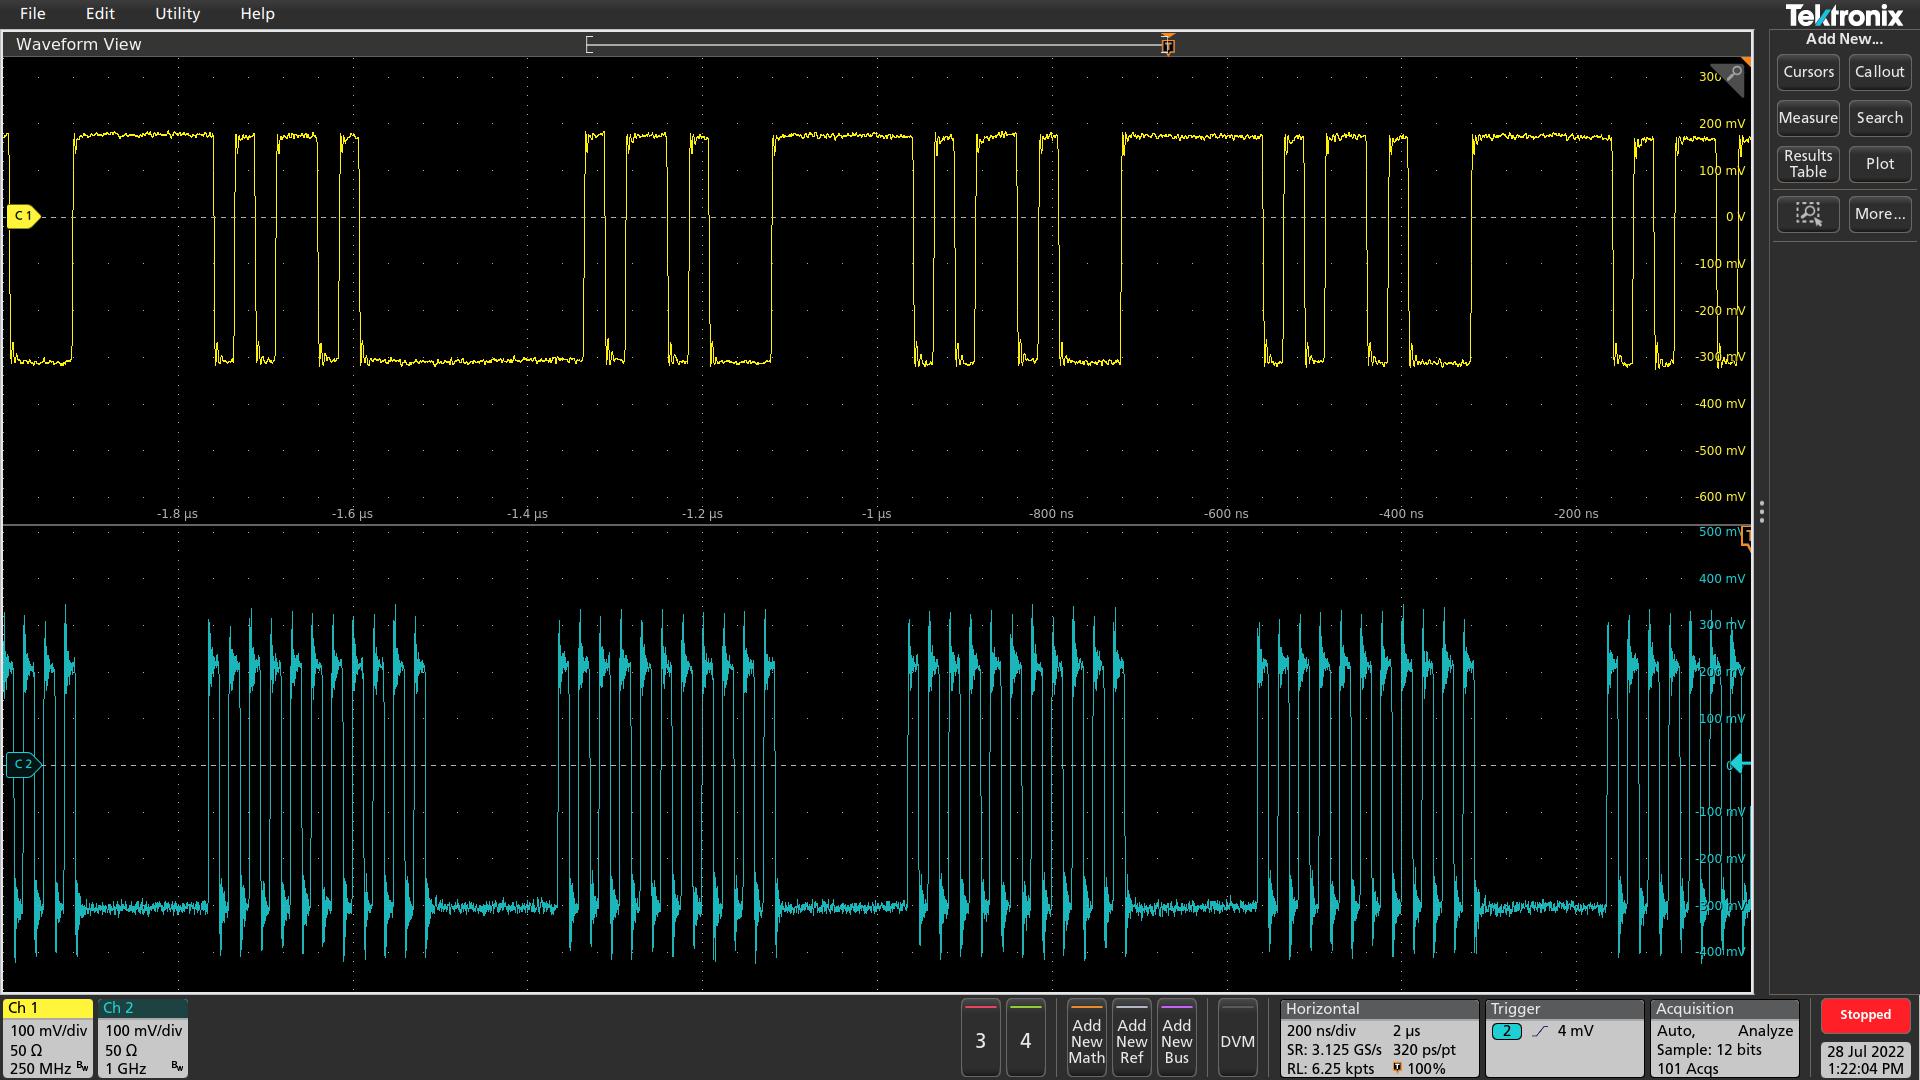 File Edit Utility Help
Tektronix
Waveform View
Add New...
Cursors Callout
Measure Search
Results Table Plot
More...
T
200 mV
100 mV
C 1
0 V
-100 mV
-200 mV
-300 mV
-400 mV
-500 mV
-600 mV
-1.8 µs -1.6 µs -1.4 µs -1.2 µs -1 µs -800 ns -600 ns -400 ns -200 ns
500 mV
400 mV
300 mV
200 mV
100 mV
C 2
-100 mV
-200 mV
-300 mV
-400 mV
Ch 1
100 mV/div
50 Ω
250 MHz Bw
Ch 2
100 mV/div
50 Ω
1 GHz Bw
3
4
Add New Math
Add New Ref
Add New Bus
DVM
Horizontal
200 ns/div 2 µs
SR: 3.125 GS/s 320 ps/pt
RL: 6.25 kpts T 100%
Trigger
2 4 mV
Acquisition
Auto, Analyze
Sample: 12 bits
101 Acqs
Stopped
28 Jul 2022
1:22:04 PM